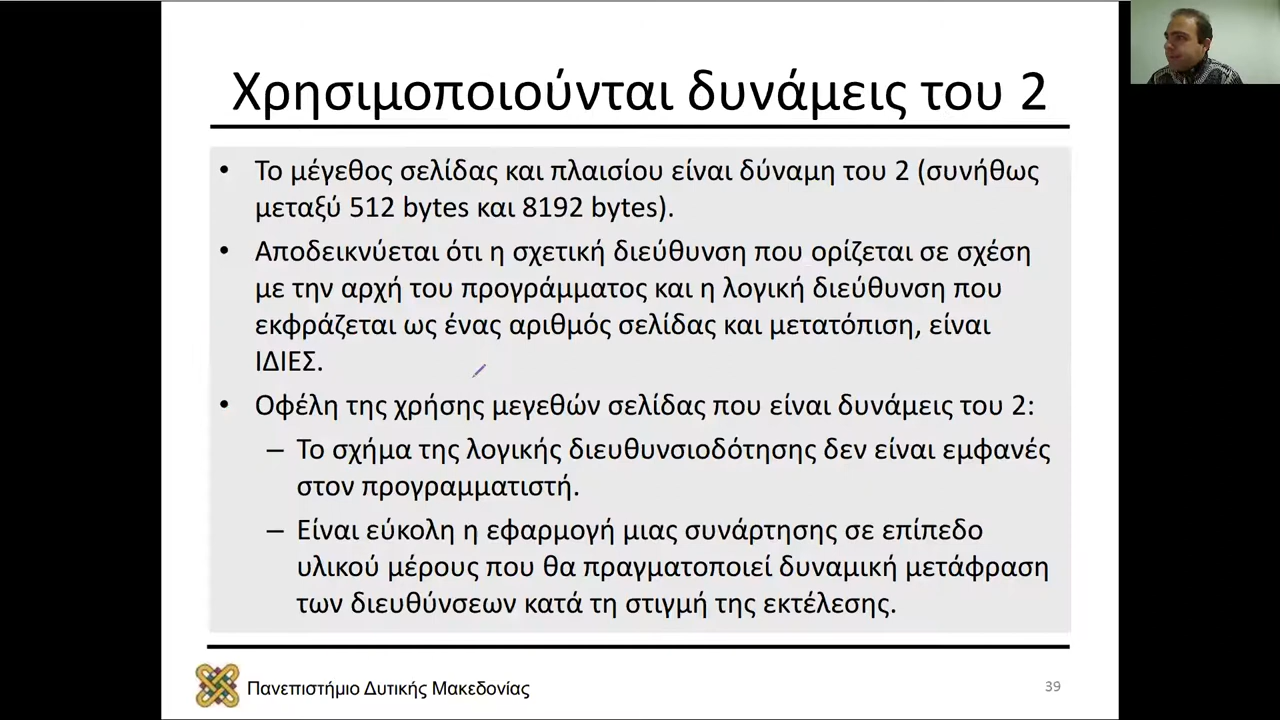 Χρησιμοποιούνται δυνάμεις του 2
• Το μέγεθος σελίδας και πλαισίου είναι δύναμη του 2 (συνήθως
μεταξύ 512 bytes και 8192 bytes).
• Αποδεικνύεται ότι η σχετική διεύθυνση που ορίζεται σε σχέση
με την αρχή του προγράμματος και η λογική διεύθυνση που
εκφράζεται ως ένας αριθμός σελίδας και μετατόπιση, είναι
ΙΔΙΕΣ.
• Οφέλη της χρήσης μεγεθών σελίδας που είναι δυνάμεις του 2:
– Το σχήμα της λογικής διευθυνσιοδότησης δεν είναι εμφανές
στον προγραμματιστή.
– Είναι εύκολη η εφαρμογή μιας συνάρτησης σε επίπεδο
υλικού μέρους που θα πραγματοποιεί δυναμική μετάφραση
των διευθύνσεων κατά τη στιγμή της εκτέλεσης.
Πανεπιστήμιο Δυτικής Μακεδονίας
39